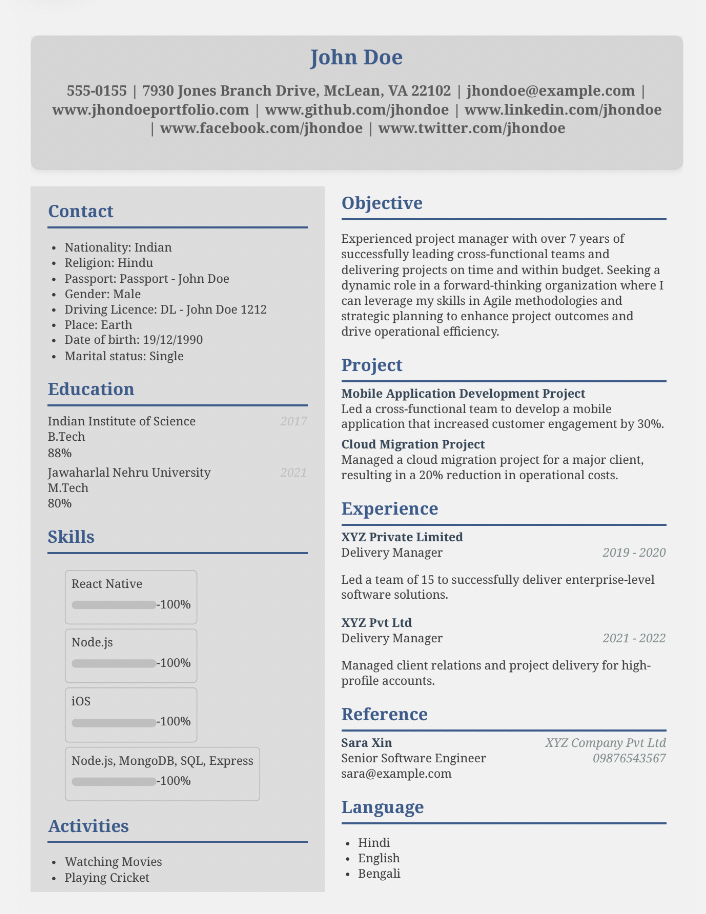 John Doe
555-0155 | 7930 Jones Branch Drive, McLean, VA 22102 | jhondoe@example.com |
www.jhondoeportfolio.com | www.github.com/jhondoe | www.linkedin.com/jhondoe
| www.facebook.com/jhondoe | www.twitter.com/jhondoe
Contact
• Nationality: Indian
• Religion: Hindu
• Passport: Passport - John Doe
• Gender: Male
• Driving Licence: DL - John Doe 1212
• Place: Earth
• Date of birth: 19/12/1990
• Marital status: Single
Education
Indian Institute of Science 2017
B.Tech
88%
Jawaharlal Nehru University 2021
M.Tech
80%
Skills
React Native
-100%
Node.js
-100%
iOS
-100%
Node.js, MongoDB, SQL, Express
-100%
Activities
• Watching Movies
• Playing Cricket
Objective
Experienced project manager with over 7 years of
successfully leading cross-functional teams and
delivering projects on time and within budget. Seeking a
dynamic role in a forward-thinking organization where I
can leverage my skills in Agile methodologies and
strategic planning to enhance project outcomes and
drive operational efficiency.
Project
Mobile Application Development Project
Led a cross-functional team to develop a mobile
application that increased customer engagement by 30%.
Cloud Migration Project
Managed a cloud migration project for a major client,
resulting in a 20% reduction in operational costs.
Experience
XYZ Private Limited
Delivery Manager 2019 - 2020
Led a team of 15 to successfully deliver enterprise-level
software solutions.
XYZ Pvt Ltd
Delivery Manager 2021 - 2022
Managed client relations and project delivery for high-
profile accounts.
Reference
Sara Xin XYZ Company Pvt Ltd
Senior Software Engineer 09876543567
sara@example.com
Language
• Hindi
• English
• Bengali